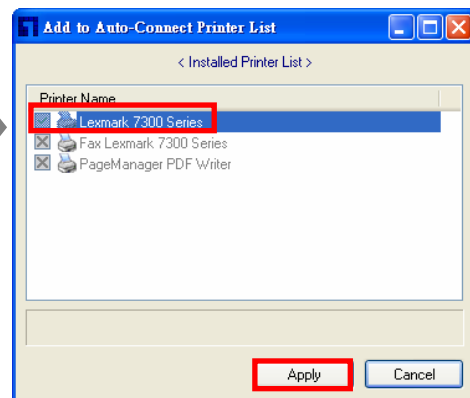 Add to Auto-Connect Printer List
< Installed Printer List >
Printer Name
Lexmark 7300 Series
Fax Lexmark 7300 Series
PageManager PDF Writer
Apply Cancel